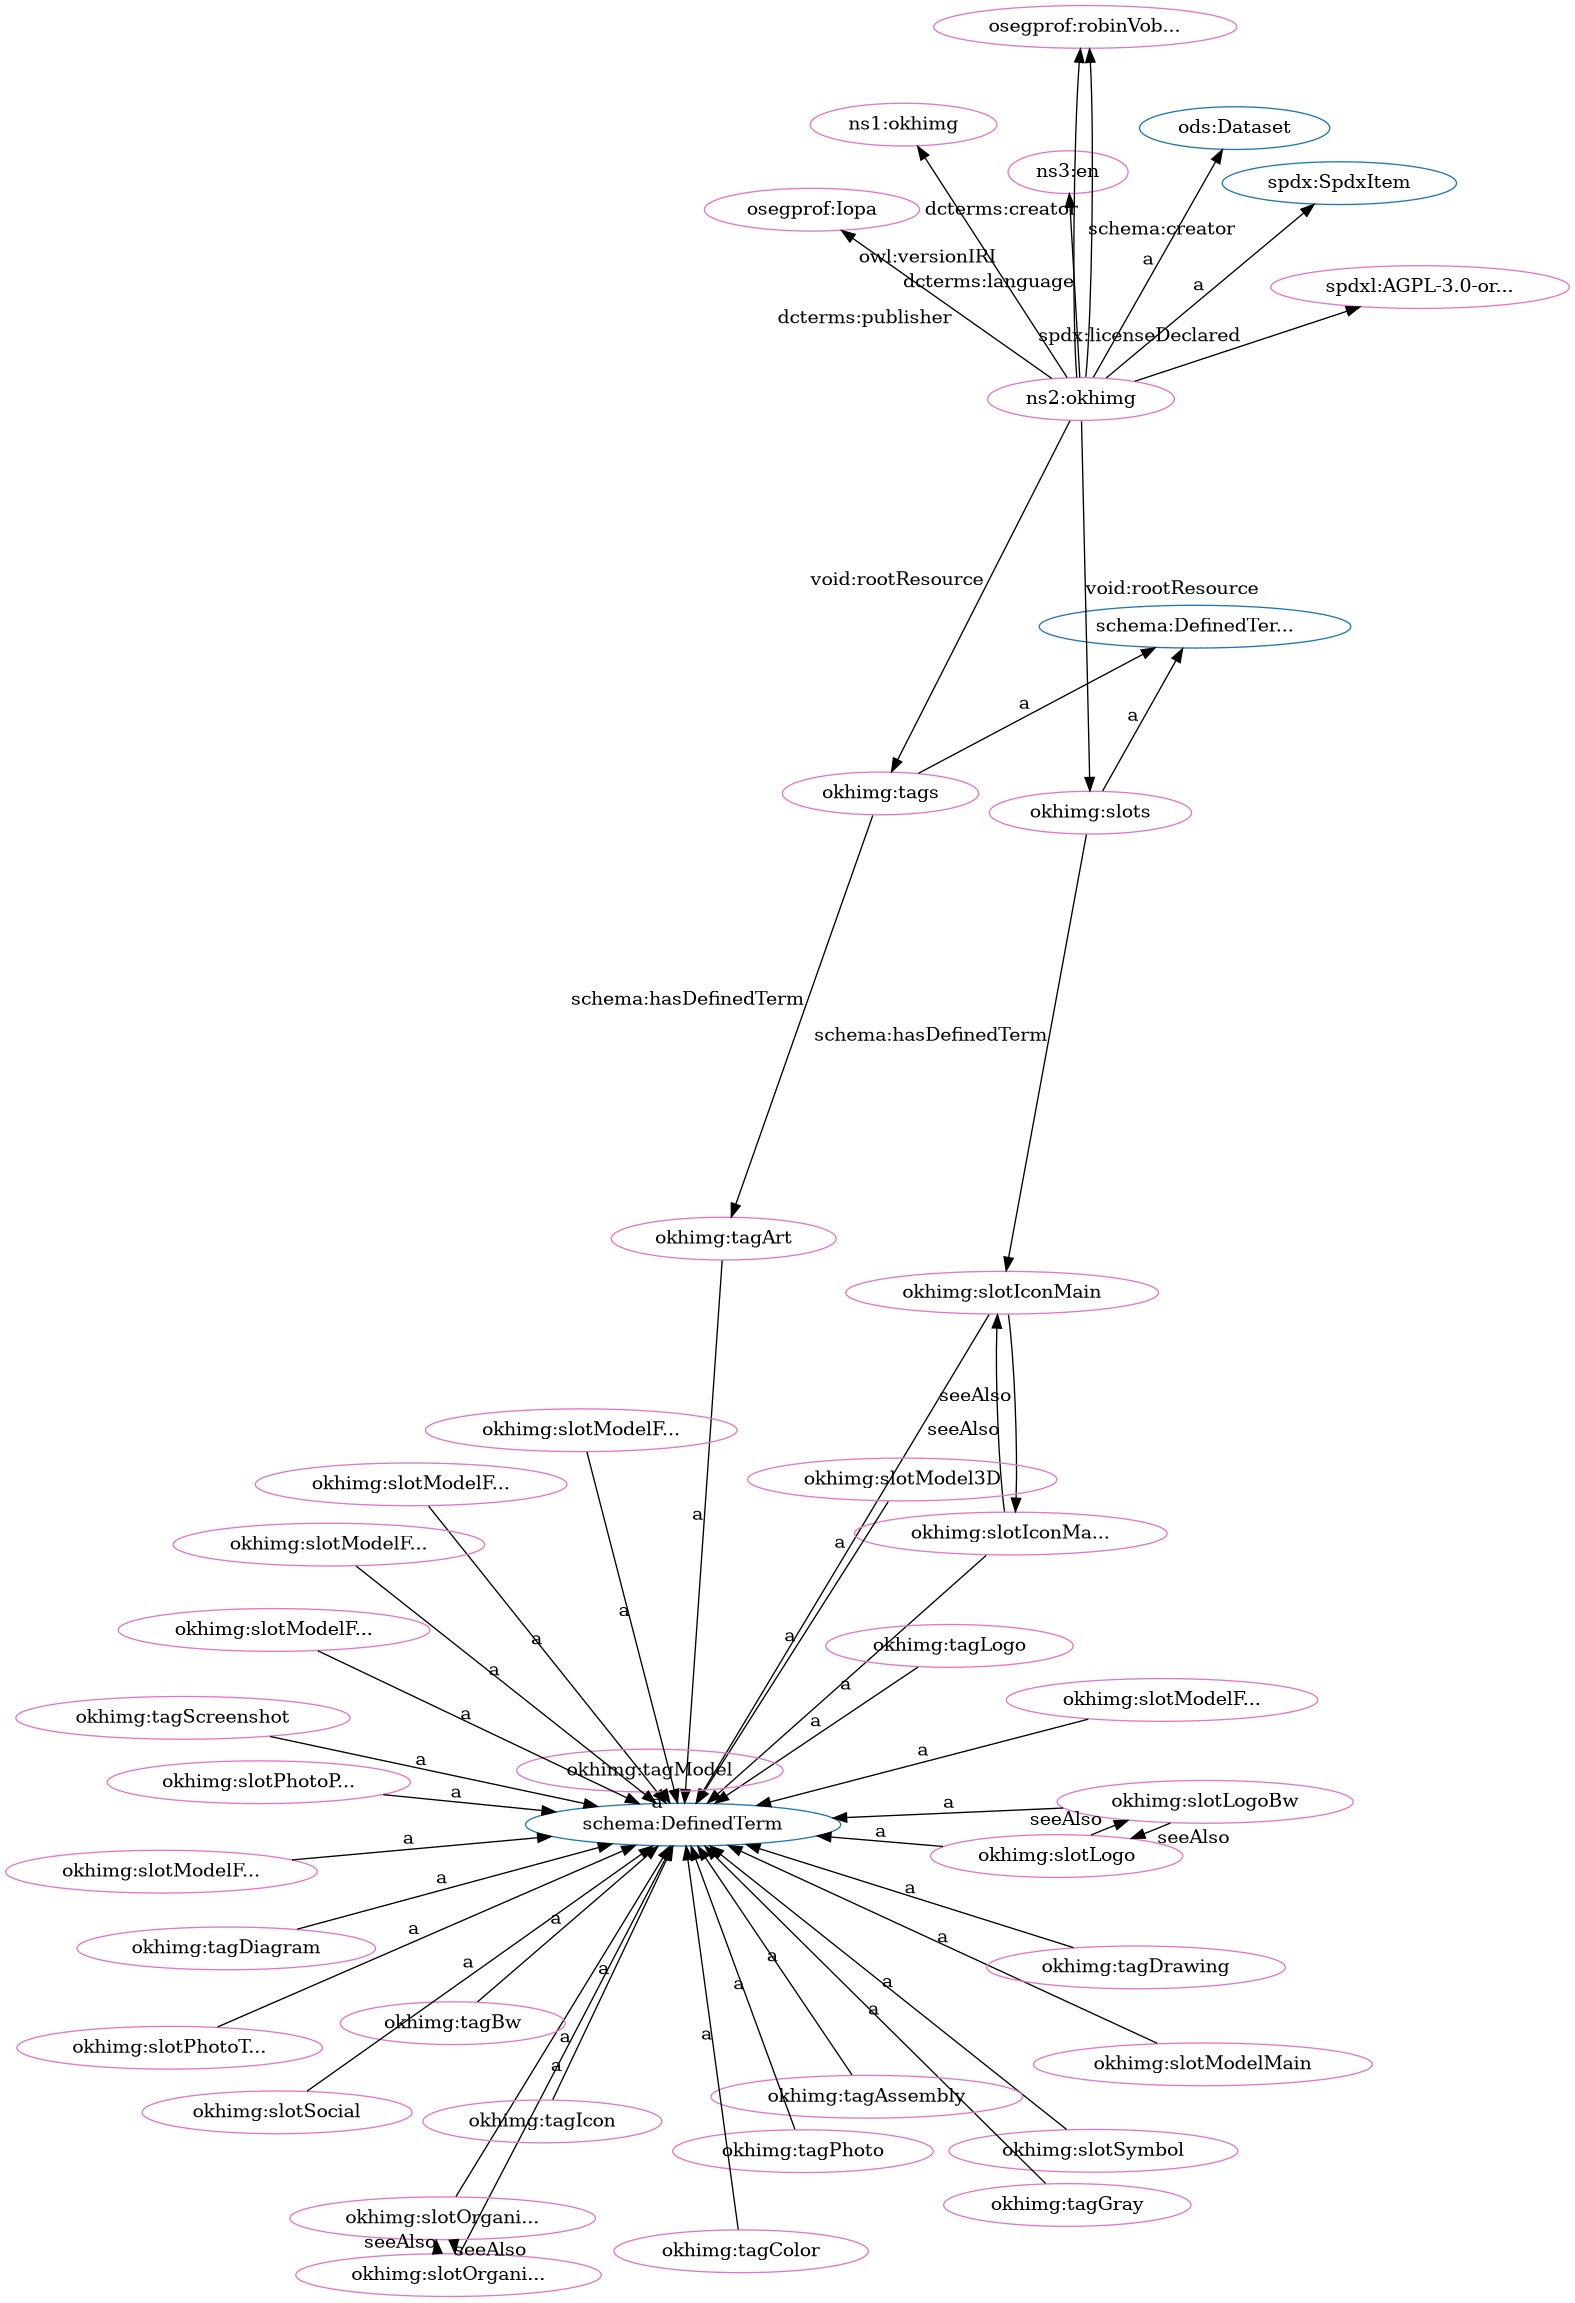 osegprof:robinVob...
ns1:okhimg
ods:Dataset
ns3:en
spdx:SpdxItem
osegprof:Iopa
dcterms:creator
schema:creator
owl:versionIRI
a
dcterms:language
a
spdxl:AGPL-3.0-or...
dcterms:publisher
spdx:licenseDeclared
ns2:okhimg
void:rootResource
void:rootResource
schema:DefinedTer...
a
a
okhimg:tags
okhimg:slots
schema:hasDefinedTerm
schema:hasDefinedTerm
okhimg:tagArt
okhimg:slotIconMain
seeAlso
okhimg:slotModelF...
seeAlso
okhimg:slotModelF...
okhimg:slotModel3D
a
okhimg:slotIconMa...
okhimg:slotModelF...
a
a
okhimg:slotModelF...
a
a
okhimg:tagLogo
a
a
okhimg:slotModelF...
a
okhimg:tagScreenshot
a
a
a
okhimg:tagModel
okhimg:slotPhotoP...
a
a
a
okhimg:slotLogoBw
seeAlso
schema:DefinedTerm
a
seeAlso
a
okhimg:slotLogo
okhimg:slotModelF...
a
a
a
a
a
okhimg:tagDiagram
a
a
a
a
okhimg:tagDrawing
a
a
a
okhimg:tagBw
a
a
a
okhimg:slotPhotoT...
a
okhimg:slotModelMain
okhimg:tagAssembly
okhimg:slotSocial
okhimg:tagIcon
okhimg:tagPhoto
okhimg:slotSymbol
okhimg:tagGray
okhimg:slotOrgani...
seeAlso
seeAlso
okhimg:tagColor
okhimg:slotOrgani...